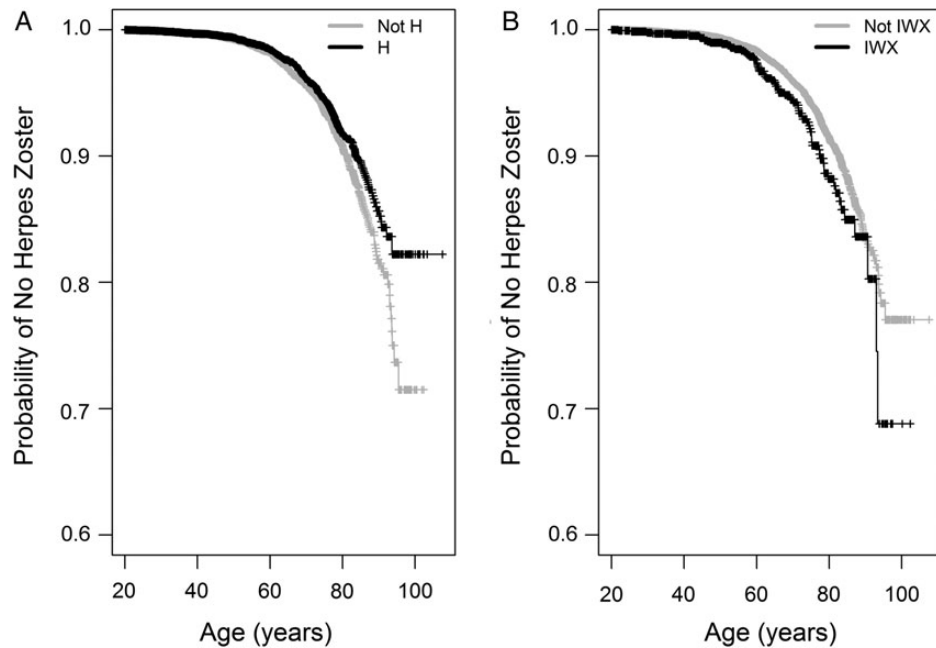 A
Not H
H
Probability of No Herpes Zoster
1.0
0.9
0.8
0.7
0.6
20 40 60 80 100
Age (years)
B
Not IWX
IWX
Probability of No Herpes Zoster
1.0
0.9
0.8
0.7
0.6
20 40 60 80 100
Age (years)